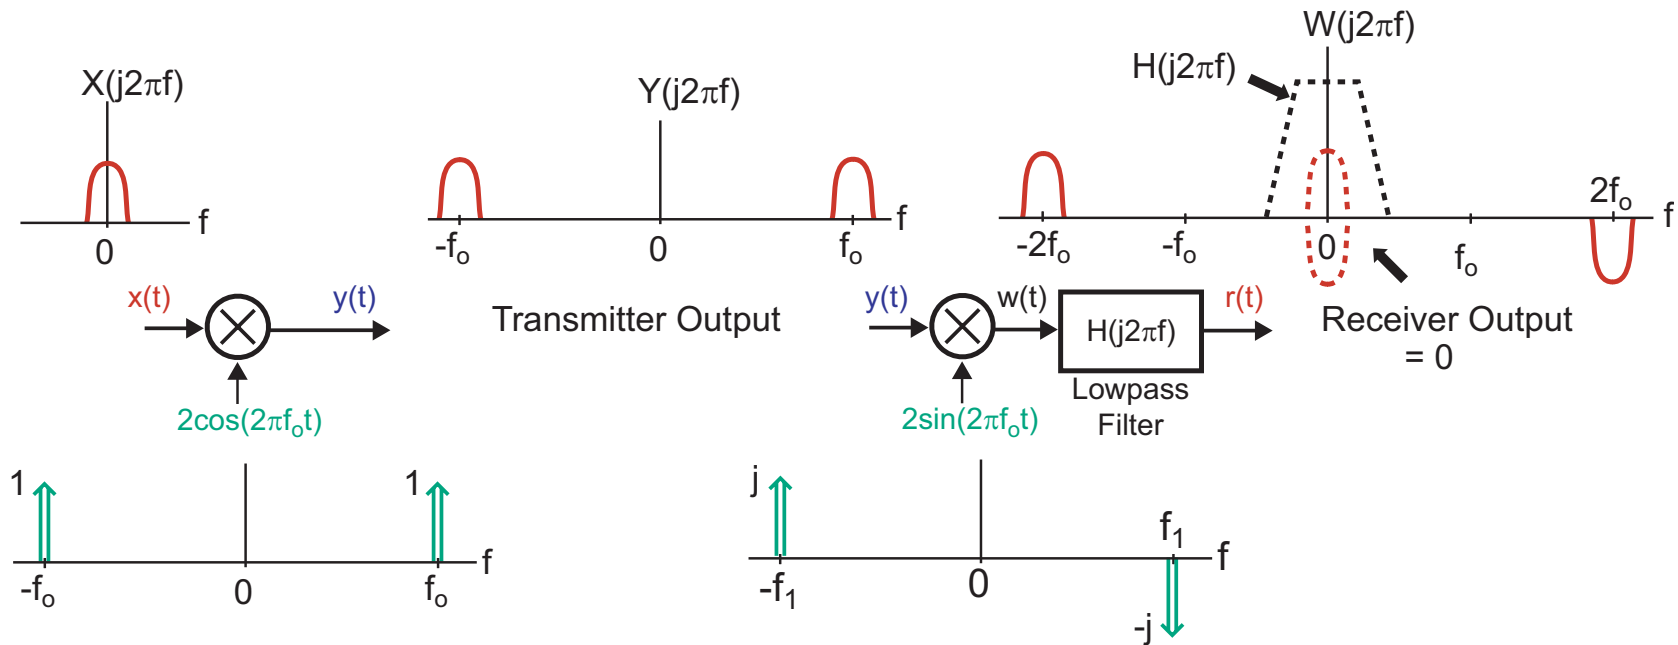 X(j2πf)
f
0
Y(j2πf)
-fo
0
fo
f
W(j2πf)
H(j2πf)
-2fo
-fo
0
fo
2fo
f
x(t)
y(t)
2cos(2πfot)
Transmitter Output
y(t)
w(t)
H(j2πf)
r(t)
Lowpass
Filter
2sin(2πfot)
Receiver Output
= 0
1
1
-fo
0
fo
f
j
-f1
0
f1
f
-j